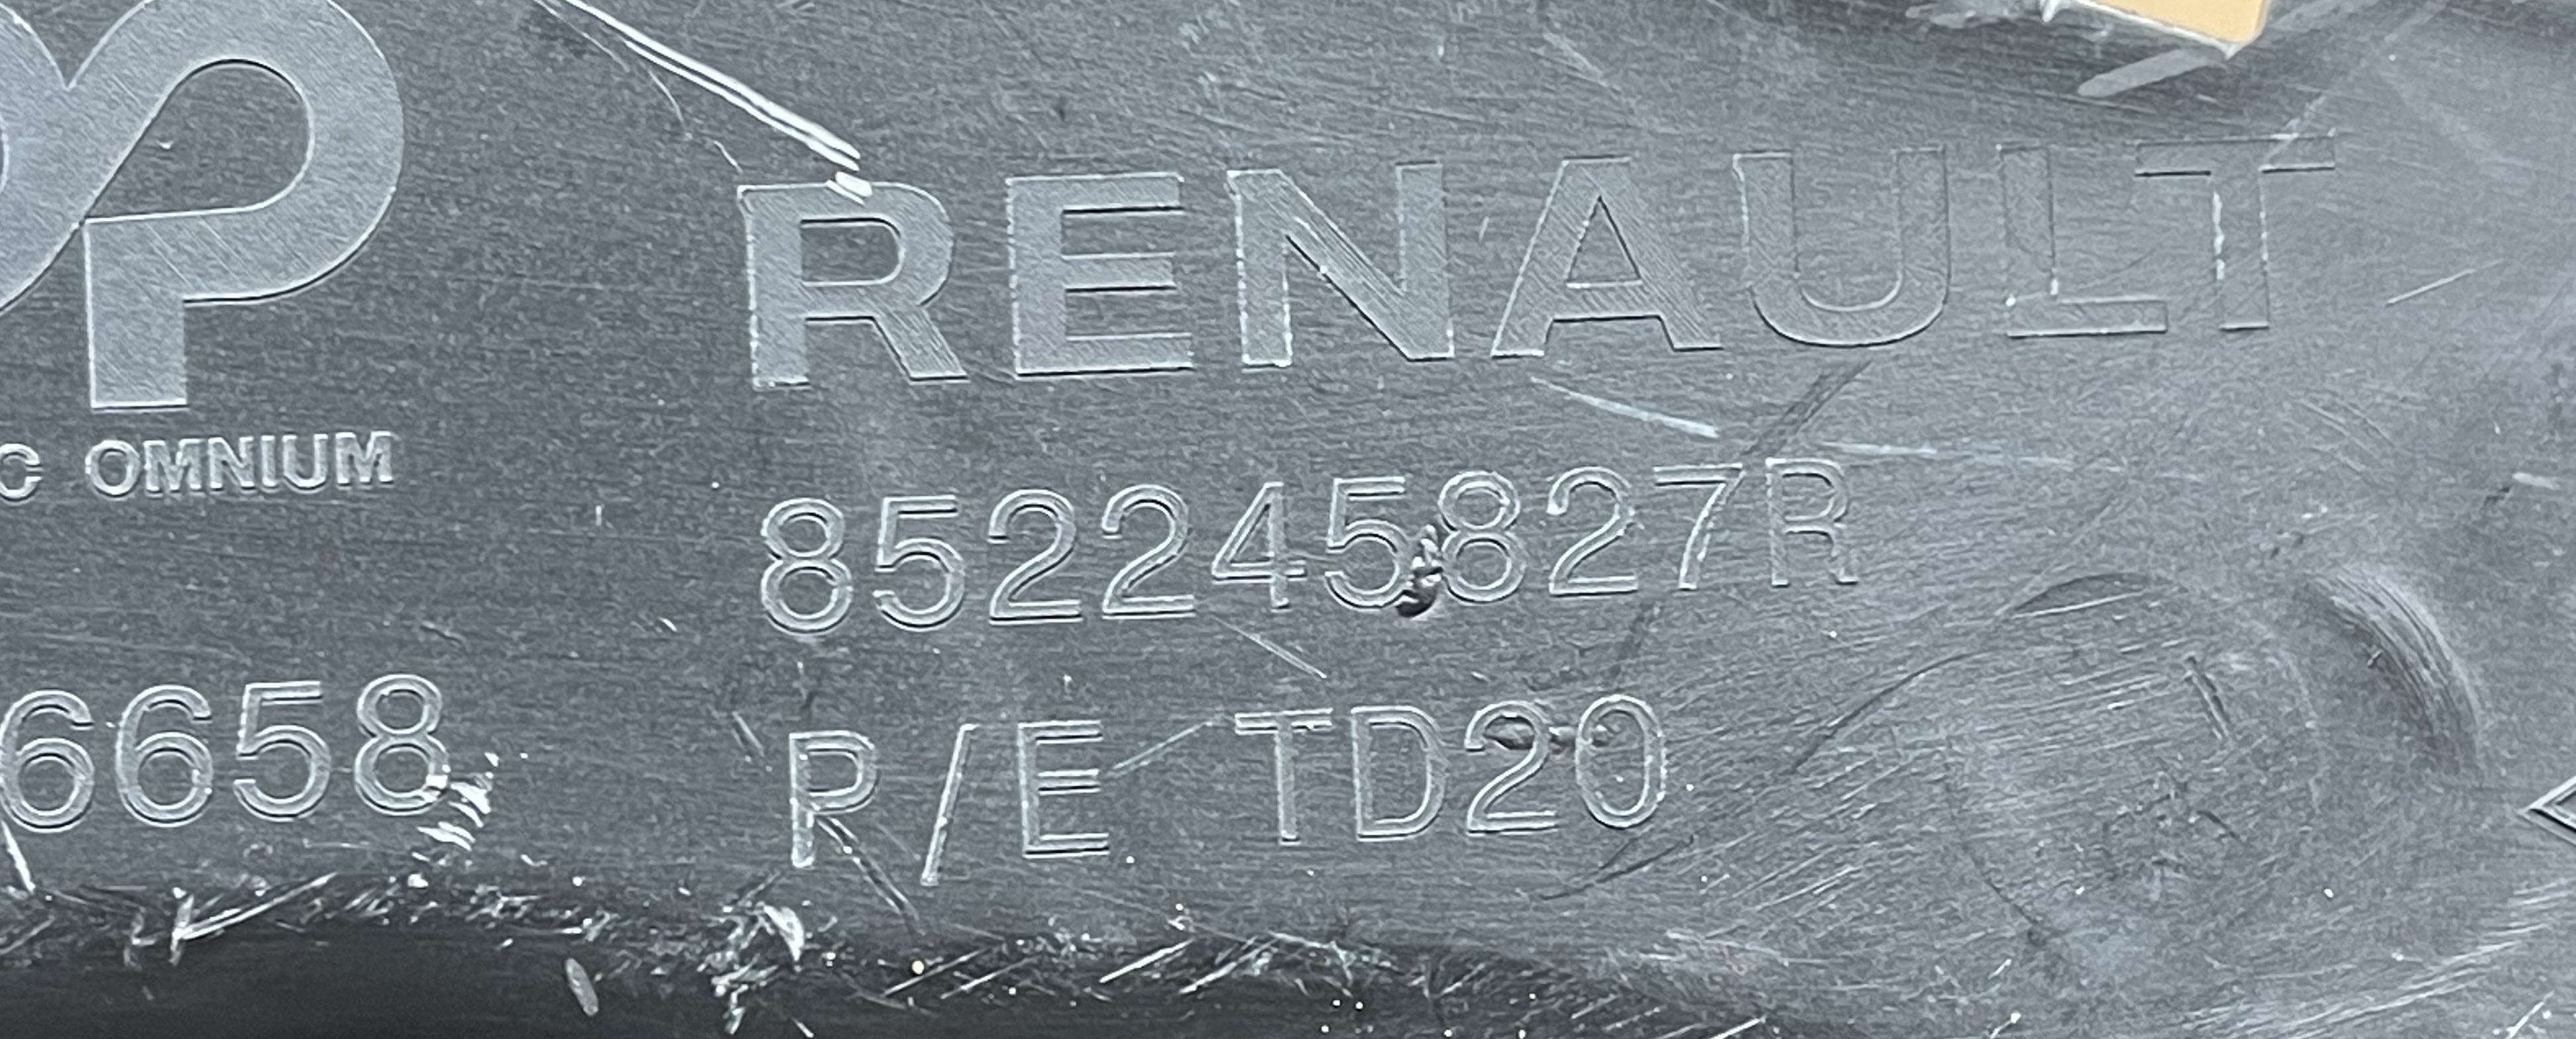 RENAULT
C OMNIUM
852245827R
6658
P/E TD20